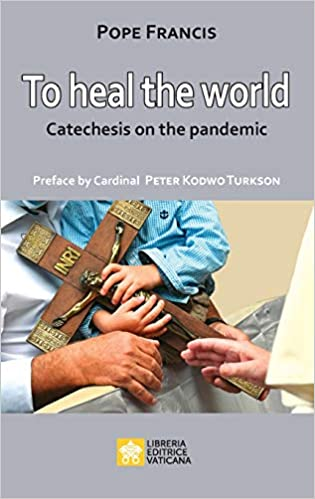 POPE FRANCIS
To heal the world
Catechesis on the pandemic
Preface by Cardinal PETER KODWO TURKSON
INRI
LIBRERIA
EDITRICE
VATICANA